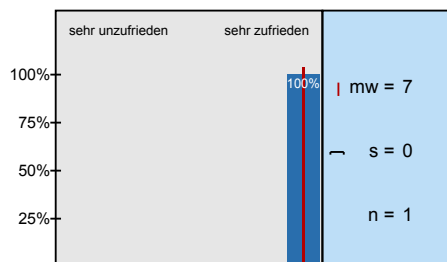 sehr unzufrieden sehr zufrieden
100%
100%
mw = 7
75%
50%
s = 0
25%
n = 1